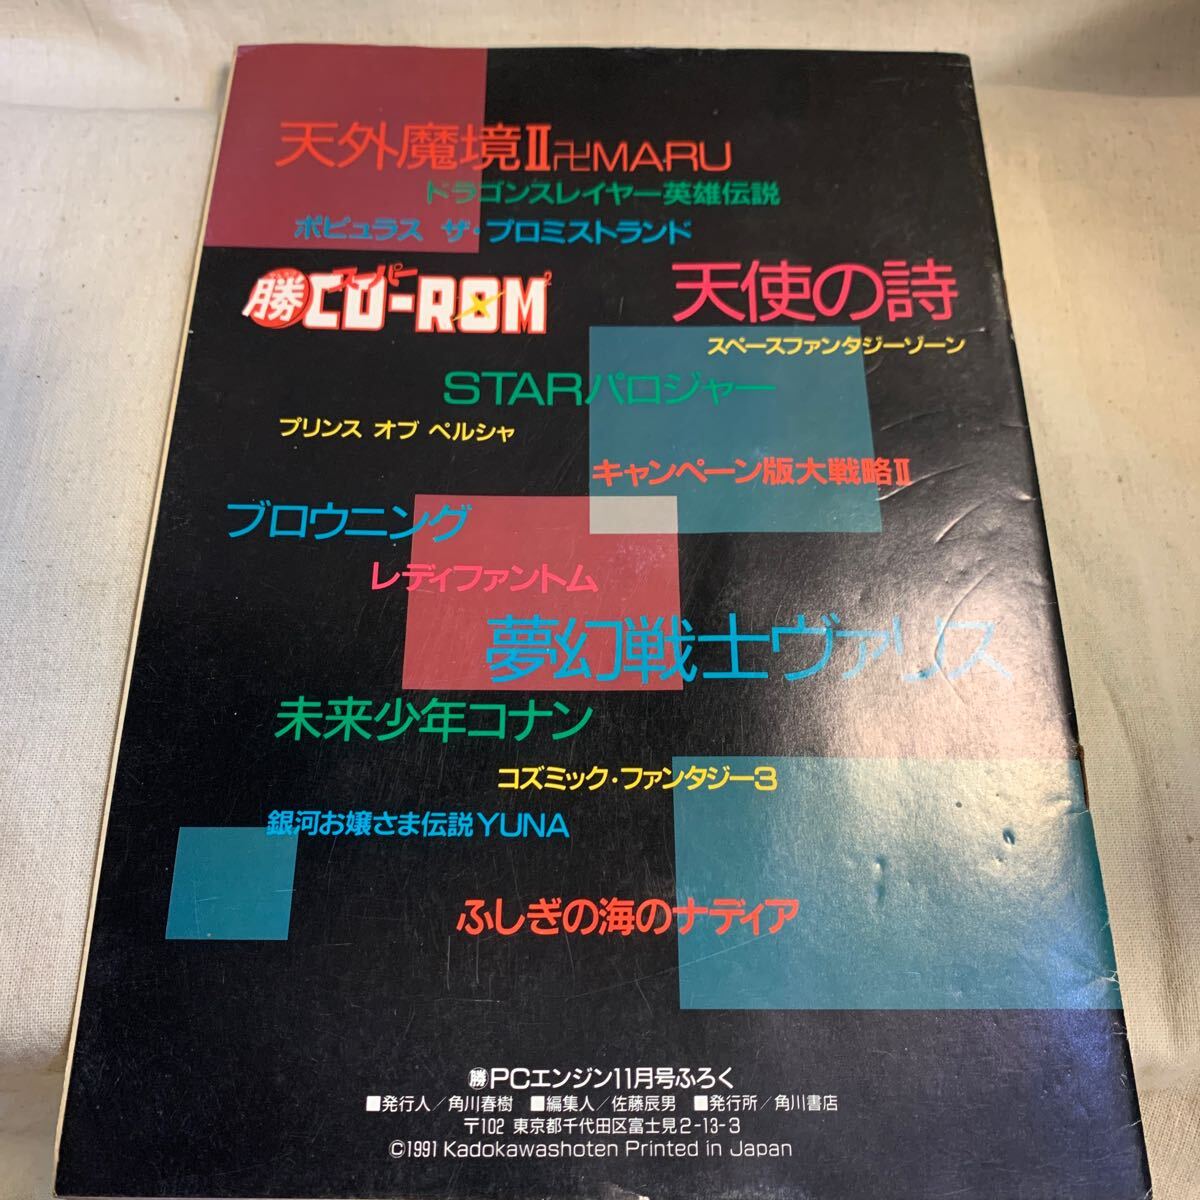 天外魔境II卍MARU
ドラゴンスレイヤー英雄伝説
ポピュラス ザ・プロミストランド
勝 スーパー CD-ROM²
天使の詩
スペースファンタジーゾーン
STARパロジャー
プリンス オブ ペルシャ
キャンペーン版大戦略II
ブロウニング
レディファントム
夢幻戦士ヴァリス
未来少年コナン
コズミック・ファンタジー3
銀河お嬢さま伝説YUNA
ふしぎの海のナディア
㊝PCエンジン11月号ふろく
■発行人／角川春樹 ■編集人／佐藤辰男 ■発行所／角川書店
〒102 東京都千代田区富士見2-13-3
©1991 Kadokawashoten Printed in Japan